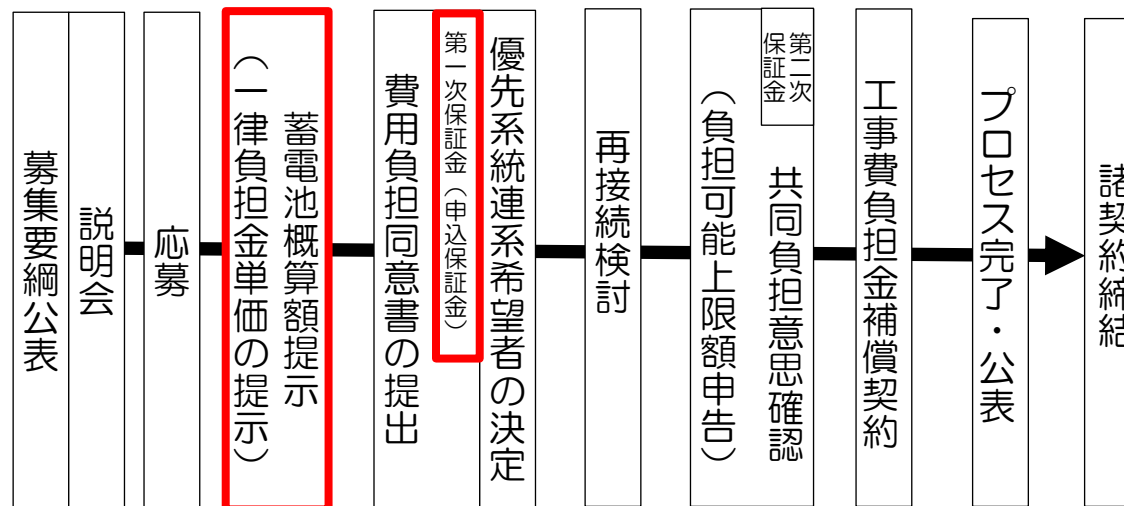 募集要綱公表
説明会
応募
蓄電池概算額提示
（一律負担金単価の提示）
費用負担同意書の提出
第一次保証金（申込保証金）
優先系統連系希望者の決定
再接続検討
第二次
保証金
共同負担意思確認
（負担可能上限額申告）
工事費負担金補償契約
プロセス完了・公表
諸契約締結